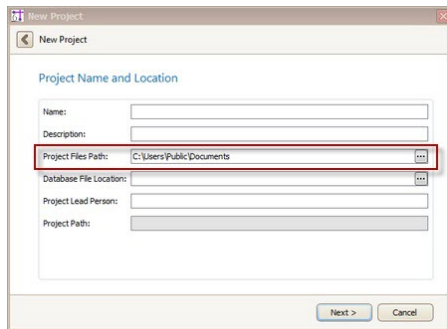 New Project
New Project
Project Name and Location
Name:
Description:
Project Files Path: C:\Users\Public\Documents ...
Database File Location: ...
Project Lead Person:
Project Path:
Next > Cancel